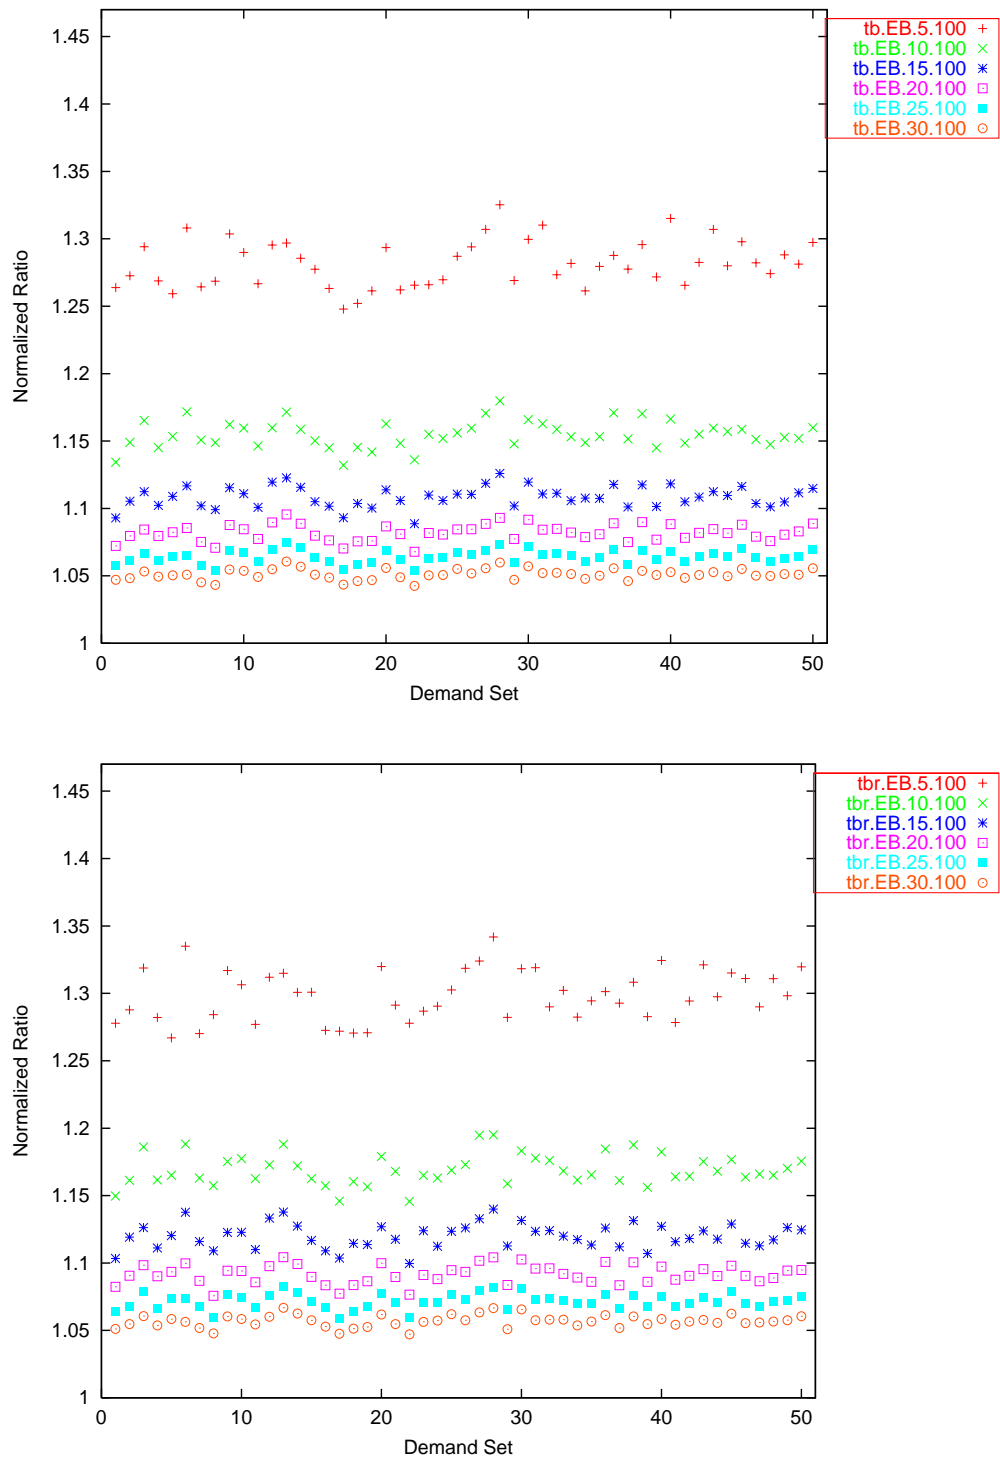 1.45
1.4
1.35
1.3
1.25
1.2
1.15
1.1
1.05
1
0
10
20
30
40
50
Normalized Ratio
Demand Set
tb.EB.5.100
tb.EB.10.100
tb.EB.15.100
tb.EB.20.100
tb.EB.25.100
tb.EB.30.100
1.45
1.4
1.35
1.3
1.25
1.2
1.15
1.1
1.05
1
0
10
20
30
40
50
Normalized Ratio
Demand Set
tbr.EB.5.100
tbr.EB.10.100
tbr.EB.15.100
tbr.EB.20.100
tbr.EB.25.100
tbr.EB.30.100